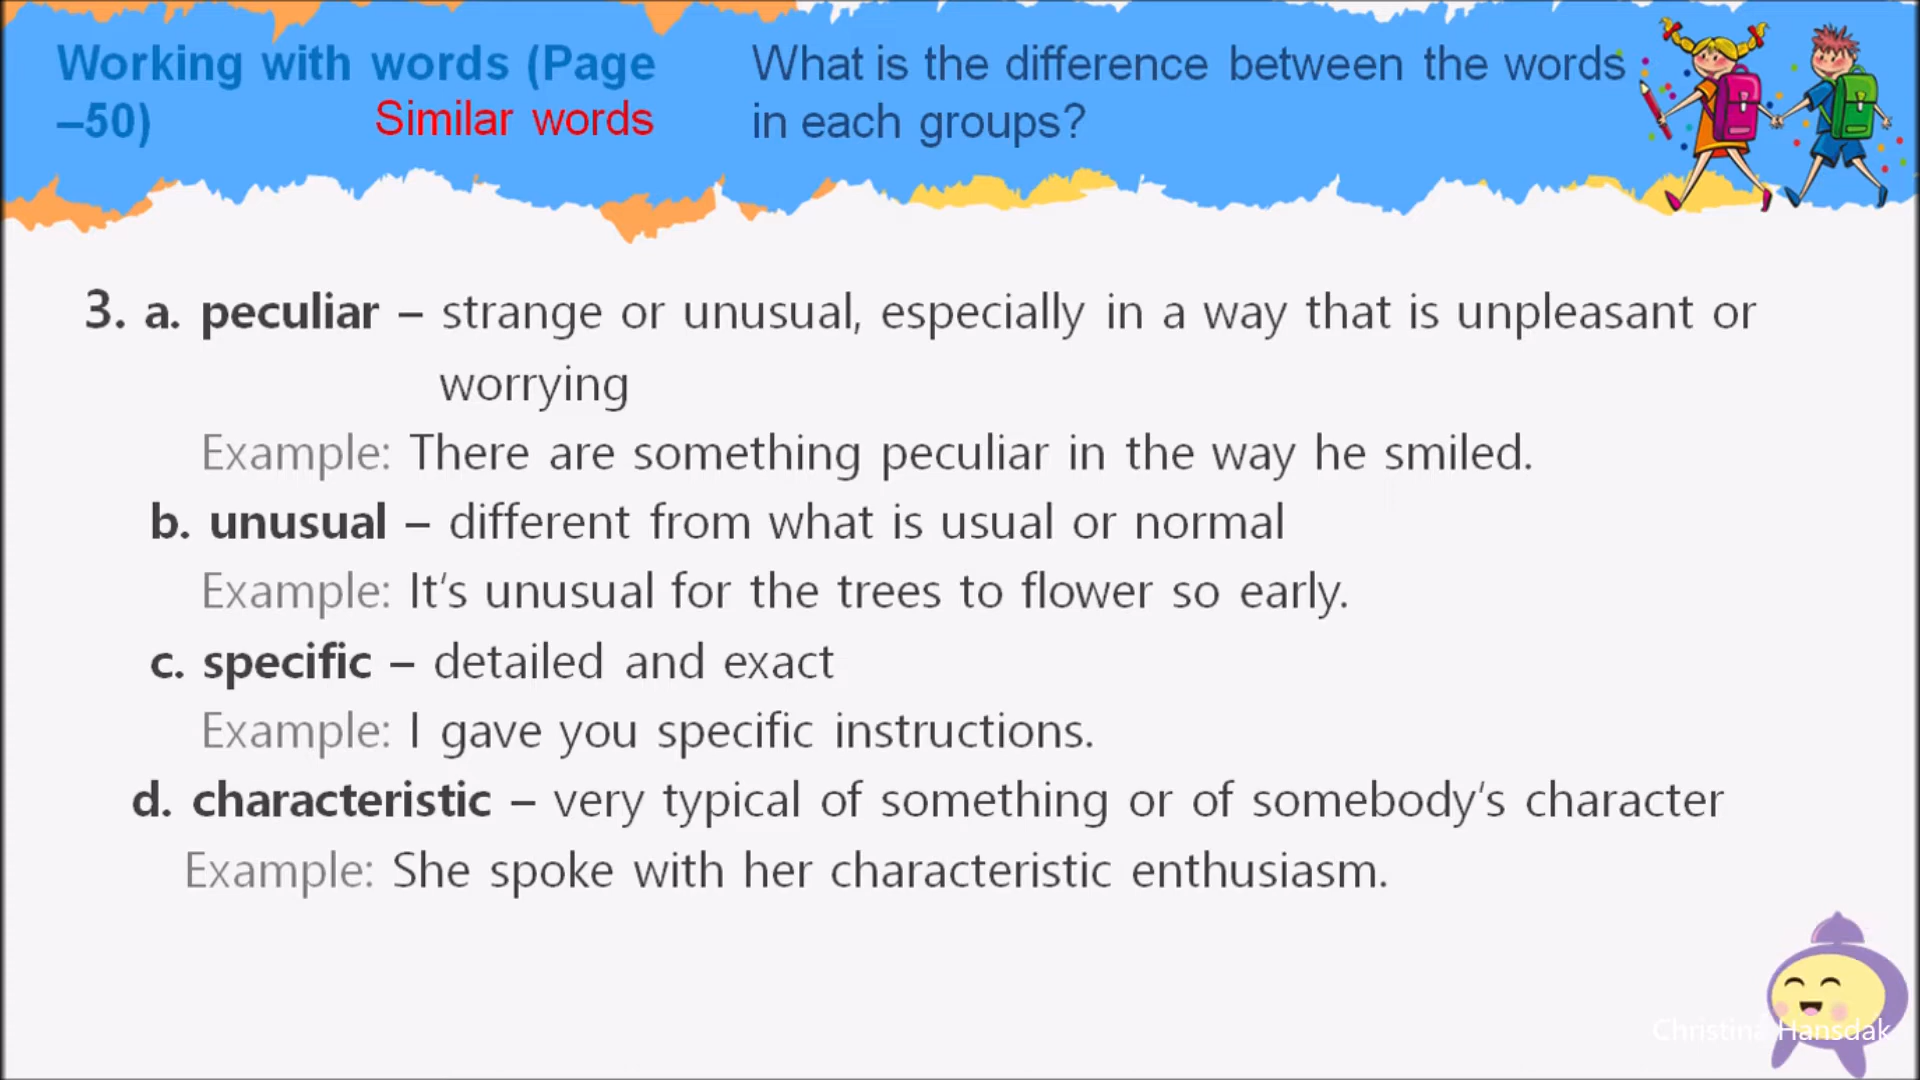 Working with words (Page
–50)
Similar words
What is the difference between the words
in each groups?
3. a. peculiar – strange or unusual, especially in a way that is unpleasant or
worrying
Example: There are something peculiar in the way he smiled.
b. unusual – different from what is usual or normal
Example: It's unusual for the trees to flower so early.
c. specific – detailed and exact
Example: I gave you specific instructions.
d. characteristic – very typical of something or of somebody's character
Example: She spoke with her characteristic enthusiasm.
Christina Hansdak